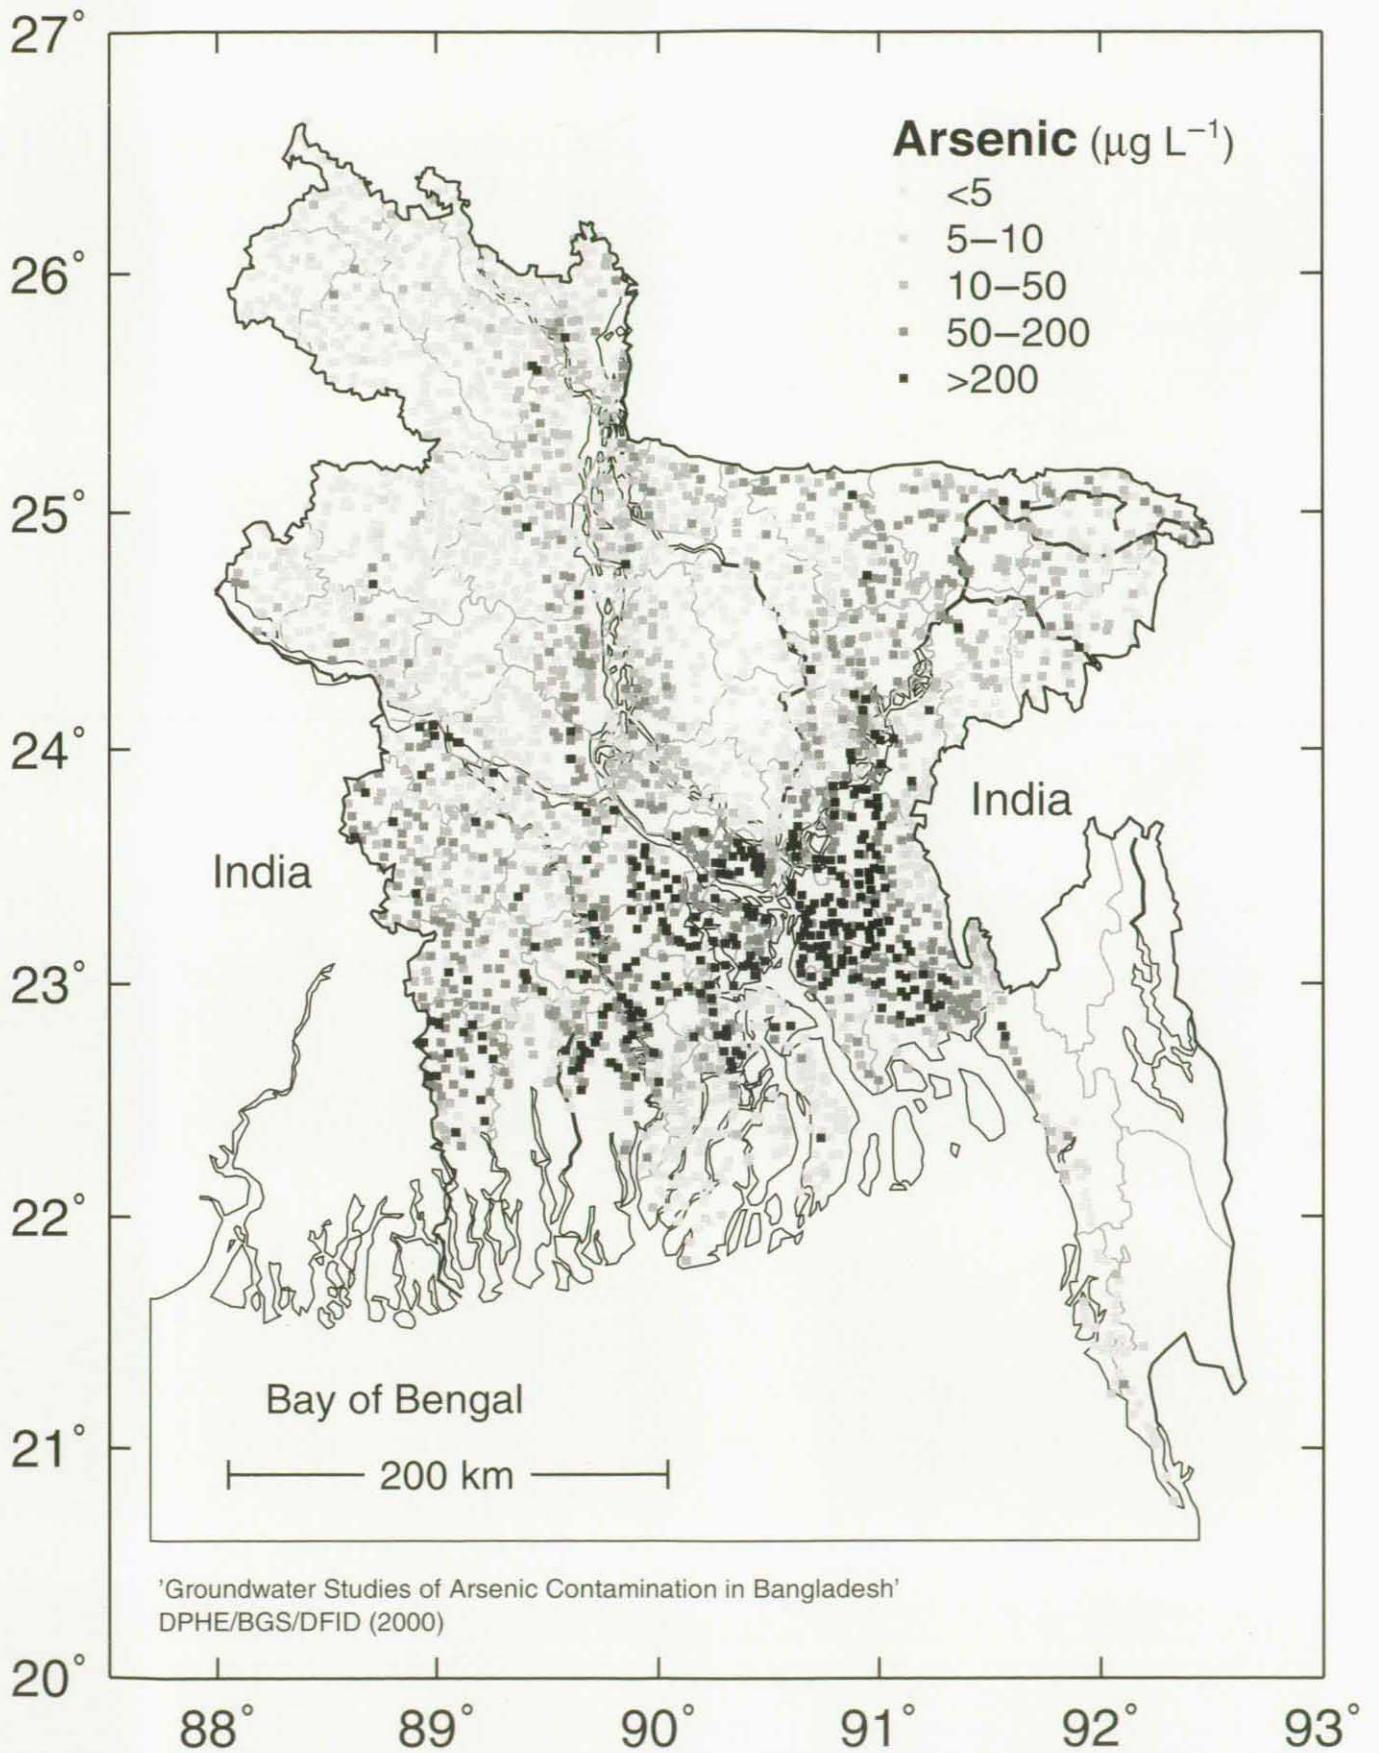 27°
Arsenic (μg L⁻¹)
<5
5–10
10–50
50–200
>200
26°
25°
24°
India
India
23°
22°
Bay of Bengal
21°
200 km
'Groundwater Studies of Arsenic Contamination in Bangladesh'
DPHE/BGS/DFID (2000)
20°
88° 89° 90° 91° 92° 93°